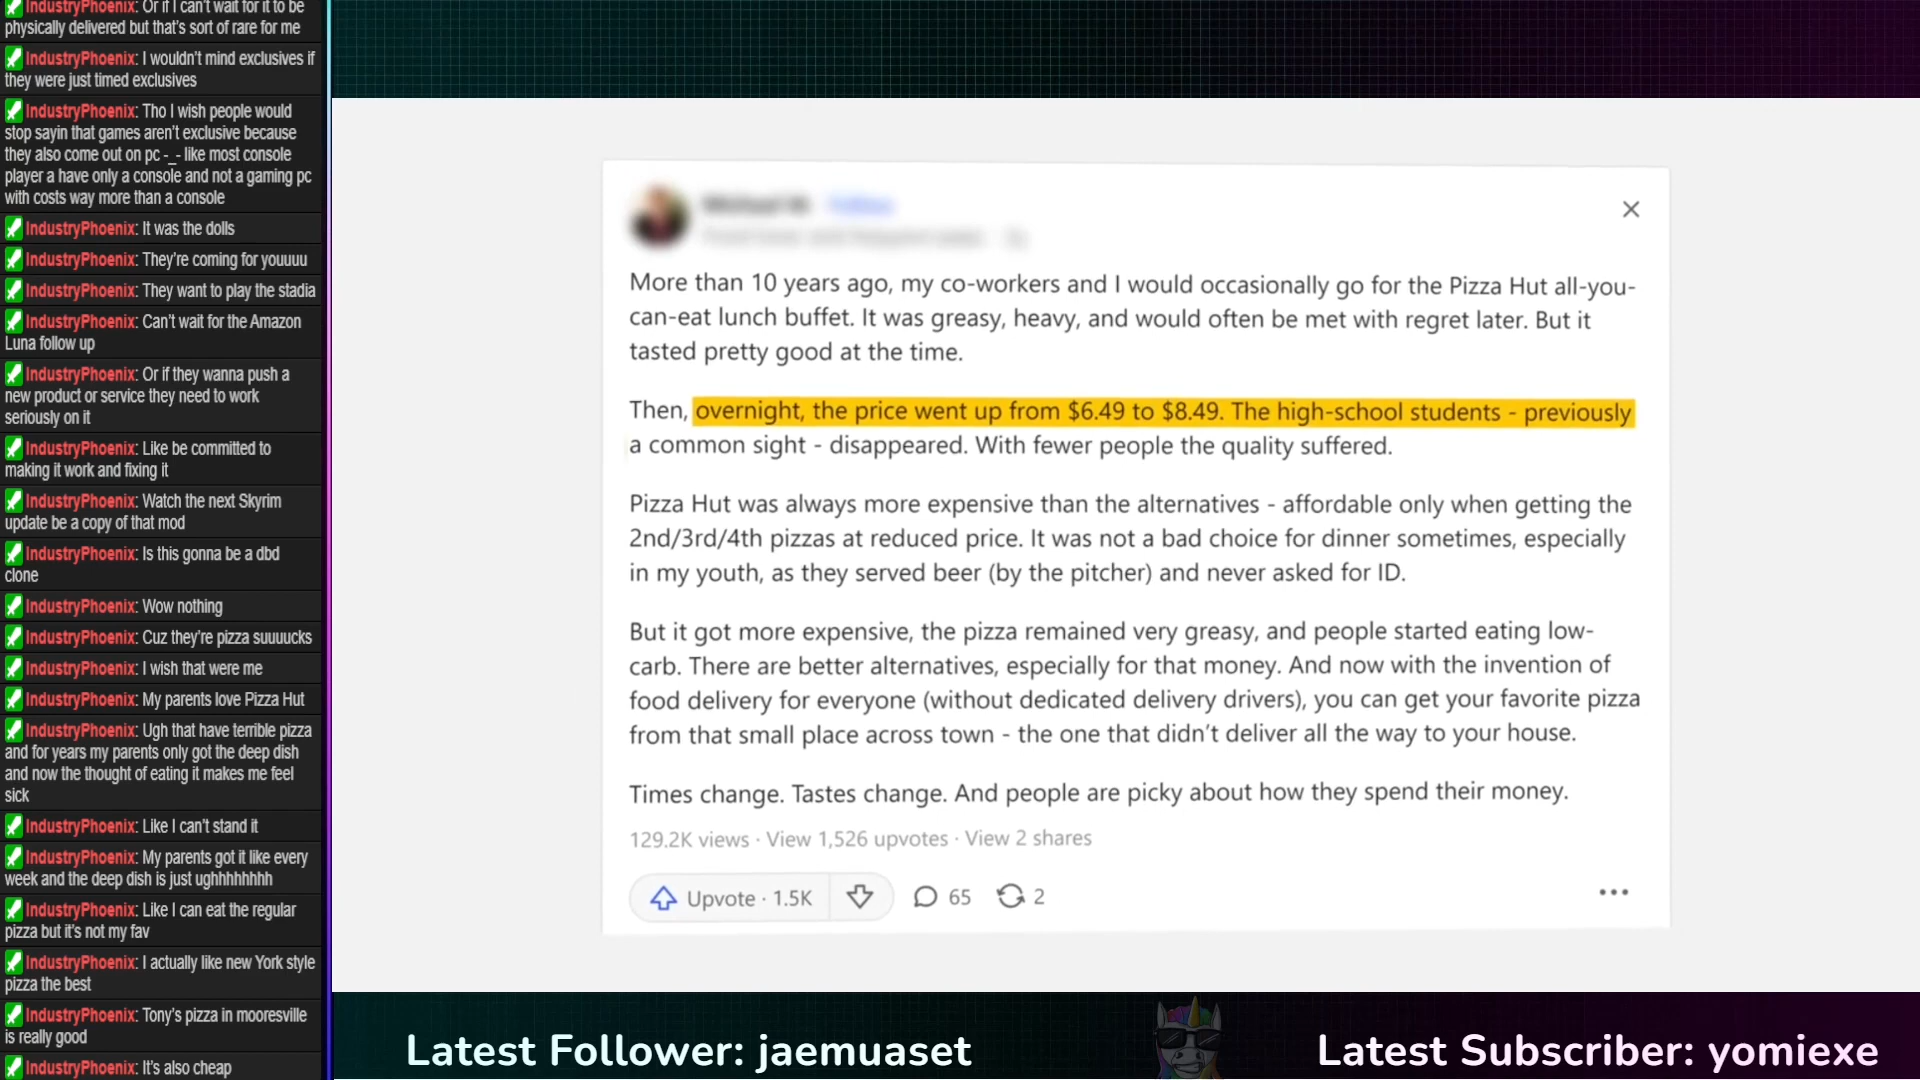 IndustryPhoenix: Or if I can't wait for it to be
physically delivered but that's sort of rare for me
IndustryPhoenix: I wouldn't mind exclusives if
they were just timed exclusives
IndustryPhoenix: Tho I wish people would
stop sayin that games aren't exclusive because
they also come out on pc -_- like most console
player a have only a console and not a gaming pc
with costs way more than a console
IndustryPhoenix: It was the dolls
IndustryPhoenix: They're coming for youuuu
IndustryPhoenix: They want to play the stadia
IndustryPhoenix: Can't wait for the Amazon
Luna follow up
IndustryPhoenix: Or if they wanna push a
new product or service they need to work
seriously on it
IndustryPhoenix: Like be committed to
making it work and fixing it
IndustryPhoenix: Watch the next Skyrim
update be a copy of that mod
IndustryPhoenix: Is this gonna be a dbd
clone
IndustryPhoenix: Wow nothing
IndustryPhoenix: Cuz they're pizza suuuucks
IndustryPhoenix: I wish that were me
IndustryPhoenix: My parents love Pizza Hut
IndustryPhoenix: Ugh that have terrible pizza
and for years my parents only got the deep dish
and now the thought of eating it makes me feel
sick
IndustryPhoenix: Like I can't stand it
IndustryPhoenix: My parents got it like every
week and the deep dish is just ughhhhhhh
IndustryPhoenix: Like I can eat the regular
pizza but it's not my fav
IndustryPhoenix: I actually like new York style
pizza the best
IndustryPhoenix: Tony's pizza in mooresville
is really good
IndustryPhoenix: It's also cheap
More than 10 years ago, my co-workers and I would occasionally go for the Pizza Hut all-you-
can-eat lunch buffet. It was greasy, heavy, and would often be met with regret later. But it
tasted pretty good at the time.
Then, overnight, the price went up from $6.49 to $8.49. The high-school students - previously
a common sight - disappeared. With fewer people the quality suffered.
Pizza Hut was always more expensive than the alternatives - affordable only when getting the
2nd/3rd/4th pizzas at reduced price. It was not a bad choice for dinner sometimes, especially
in my youth, as they served beer (by the pitcher) and never asked for ID.
But it got more expensive, the pizza remained very greasy, and people started eating low-
carb. There are better alternatives, especially for that money. And now with the invention of
food delivery for everyone (without dedicated delivery drivers), you can get your favorite pizza
from that small place across town - the one that didn't deliver all the way to your house.
Times change. Tastes change. And people are picky about how they spend their money.
129.2K views · View 1,526 upvotes · View 2 shares
Upvote · 1.5K 65 2
Latest Follower: jaemuaset
Latest Subscriber: yomiexe